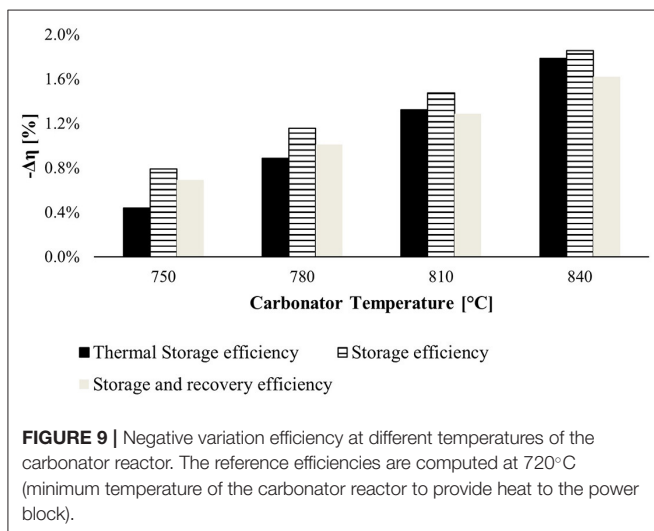 2.0%
1.6%
1.2%
0.8%
0.4%
0.0%
-Δη [%]
750 780 810 840
Carbonator Temperature [°C]
Thermal Storage efficiency Storage efficiency
Storage and recovery efficiency
FIGURE 9 | Negative variation efficiency at different temperatures of the
carbonator reactor. The reference efficiencies are computed at 720°C
(minimum temperature of the carbonator reactor to provide heat to the power
block).